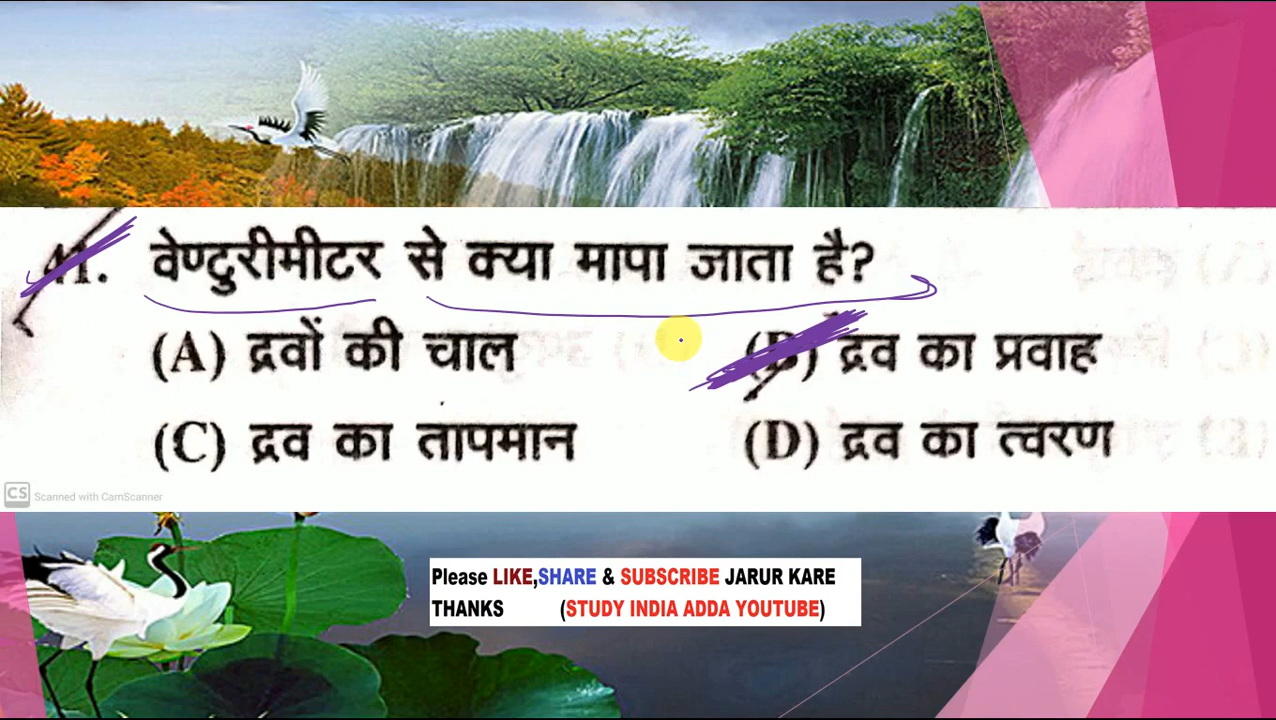 41. वेण्टुरीमीटर से क्या मापा जाता है?
(A) द्रवों की चाल (B) द्रव का प्रवाह
(C) द्रव का तापमान (D) द्रव का त्वरण
CS Scanned with CamScanner
Please LIKE,SHARE & SUBSCRIBE JARUR KARE
THANKS (STUDY INDIA ADDA YOUTUBE)